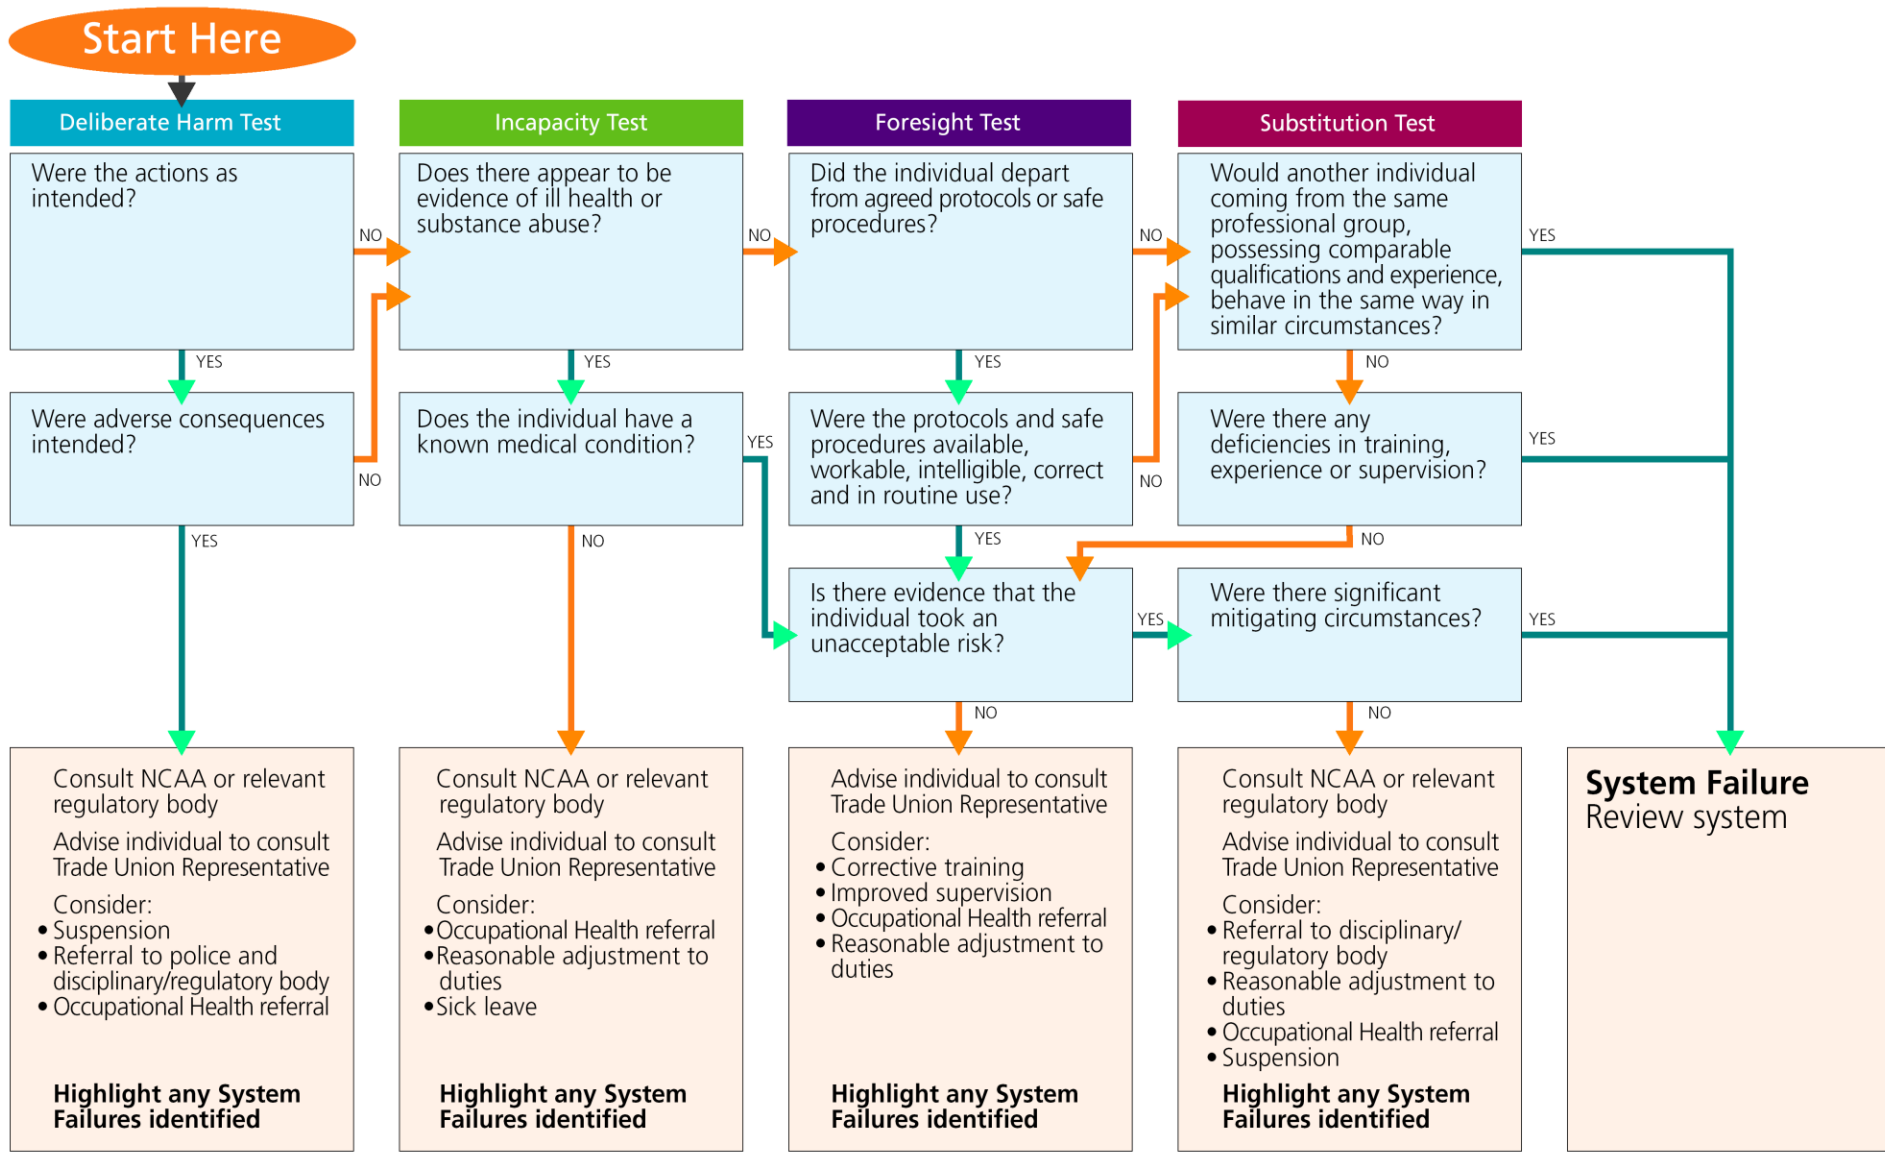 Start Here
Deliberate Harm Test
Were the actions as
intended?
NO
YES
Were adverse consequences
intended?
NO
YES
Consult NCAA or relevant
regulatory body
Advise individual to consult
Trade Union Representative
Consider:
• Suspension
• Referral to police and
disciplinary/regulatory body
• Occupational Health referral
Highlight any System
Failures identified
Incapacity Test
Does there appear to be
evidence of ill health or
substance abuse?
NO
YES
Does the individual have a
known medical condition?
YES
NO
Consult NCAA or relevant
regulatory body
Advise individual to consult
Trade Union Representative
Consider:
• Occupational Health referral
• Reasonable adjustment to
duties
• Sick leave
Highlight any System
Failures identified
Foresight Test
Did the individual depart
from agreed protocols or safe
procedures?
NO
YES
Were the protocols and safe
procedures available,
workable, intelligible, correct
and in routine use?
NO
YES
Is there evidence that the
individual took an
unacceptable risk?
YES
NO
Advise individual to consult
Trade Union Representative
Consider:
• Corrective training
• Improved supervision
• Occupational Health referral
• Reasonable adjustment to
duties
Highlight any System
Failures identified
Substitution Test
Would another individual
coming from the same
professional group,
possessing comparable
qualifications and experience,
behave in the same way in
similar circumstances?
YES
NO
Were there any
deficiencies in training,
experience or supervision?
YES
NO
Were there significant
mitigating circumstances?
YES
NO
Consult NCAA or relevant
regulatory body
Advise individual to consult
Trade Union Representative
Consider:
• Referral to disciplinary/
regulatory body
• Reasonable adjustment to
duties
• Occupational Health referral
• Suspension
Highlight any System
Failures identified
System Failure
Review system